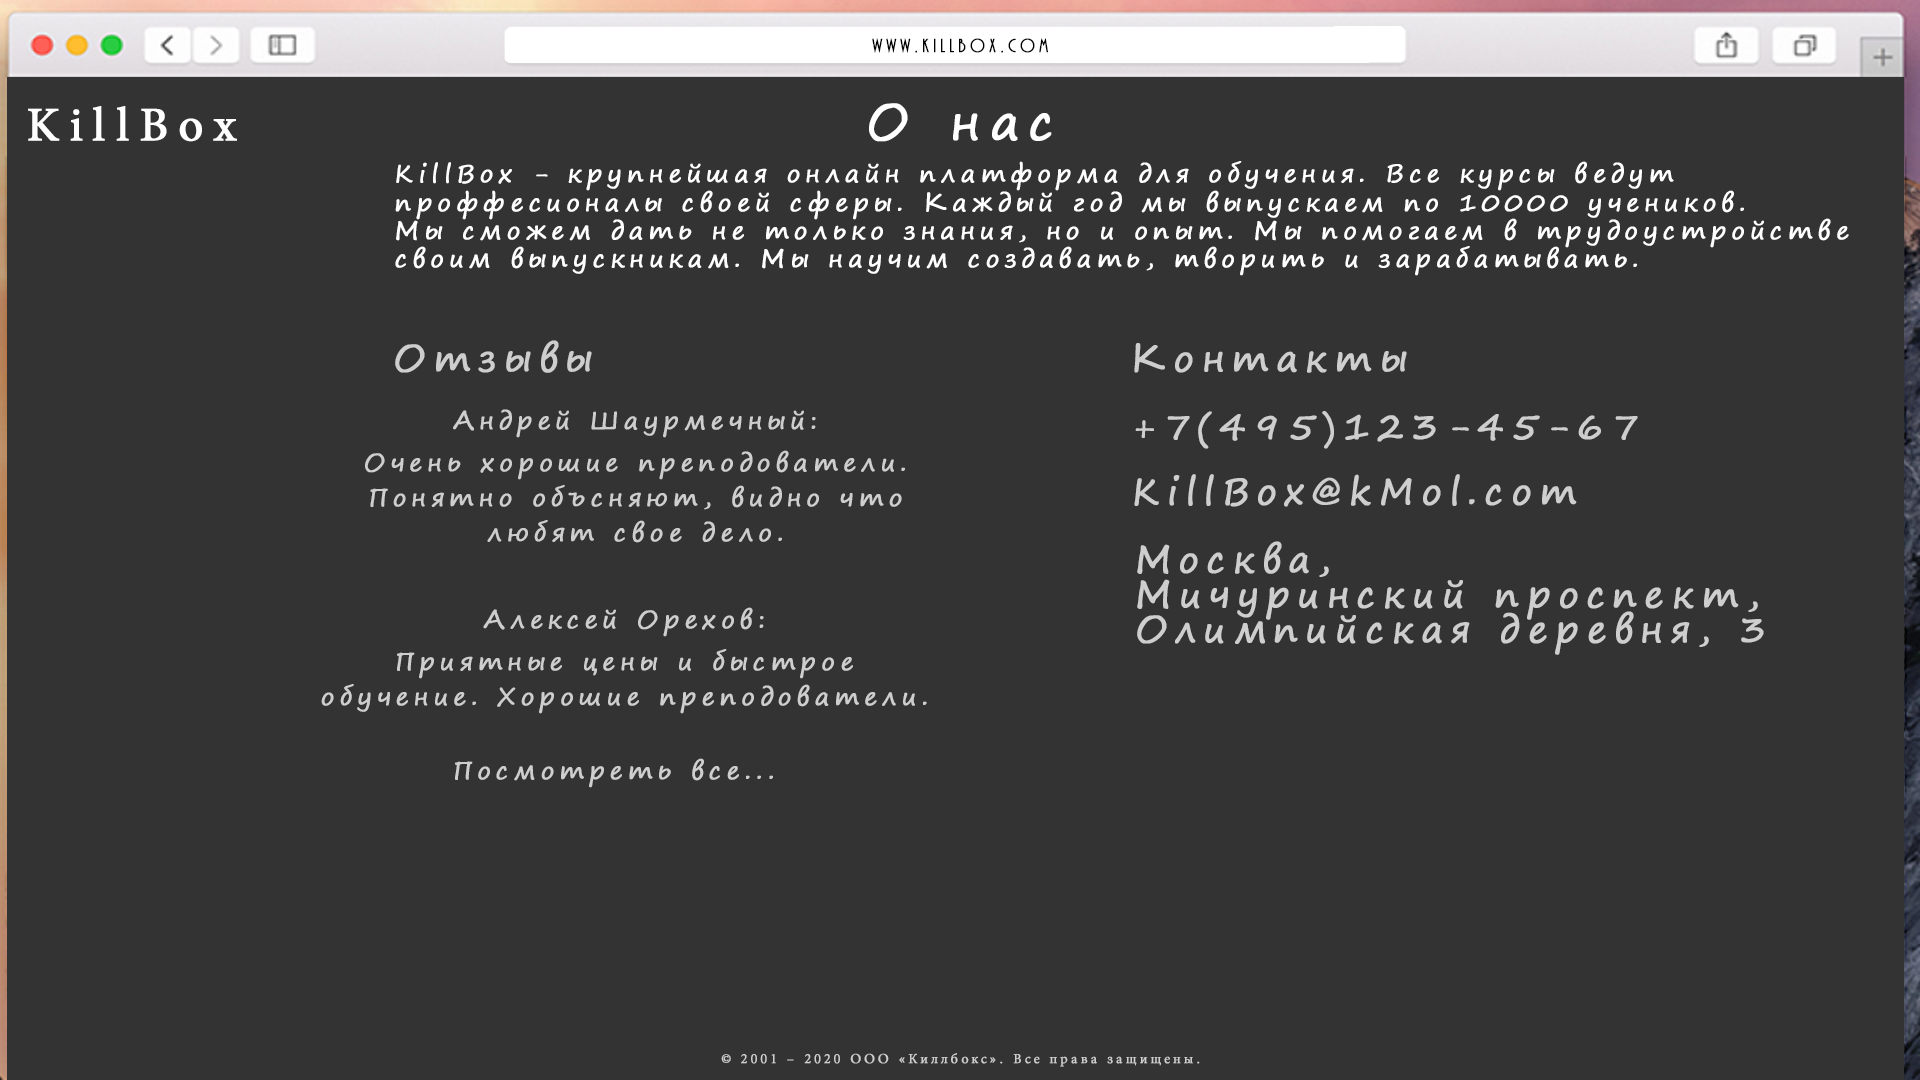 WWW.KILLBOX.COM
KillBox
О нас
KillBox - крупнейшая онлайн платформа для обучения. Все курсы ведут
проффесионалы своей сферы. Каждый год мы выпускаем по 10000 учеников.
Мы сможем дать не только знания, но и опыт. Мы помогаем в трудоустройстве
своим выпускникам. Мы научим создавать, творить и зарабатывать.
Отзывы
Андрей Шаурмечный:
Очень хорошие преподователи.
Понятно объсняют, видно что
любят свое дело.
Алексей Орехов:
Приятные цены и быстрое
обучение. Хорошие преподователи.
Посмотреть все...
Контакты
+7(495)123-45-67
KillBox@kMol.com
Москва,
Мичуринский проспект,
Олимпийская деревня, 3
© 2001 – 2020 ООО «Киллбокс». Все права защищены.